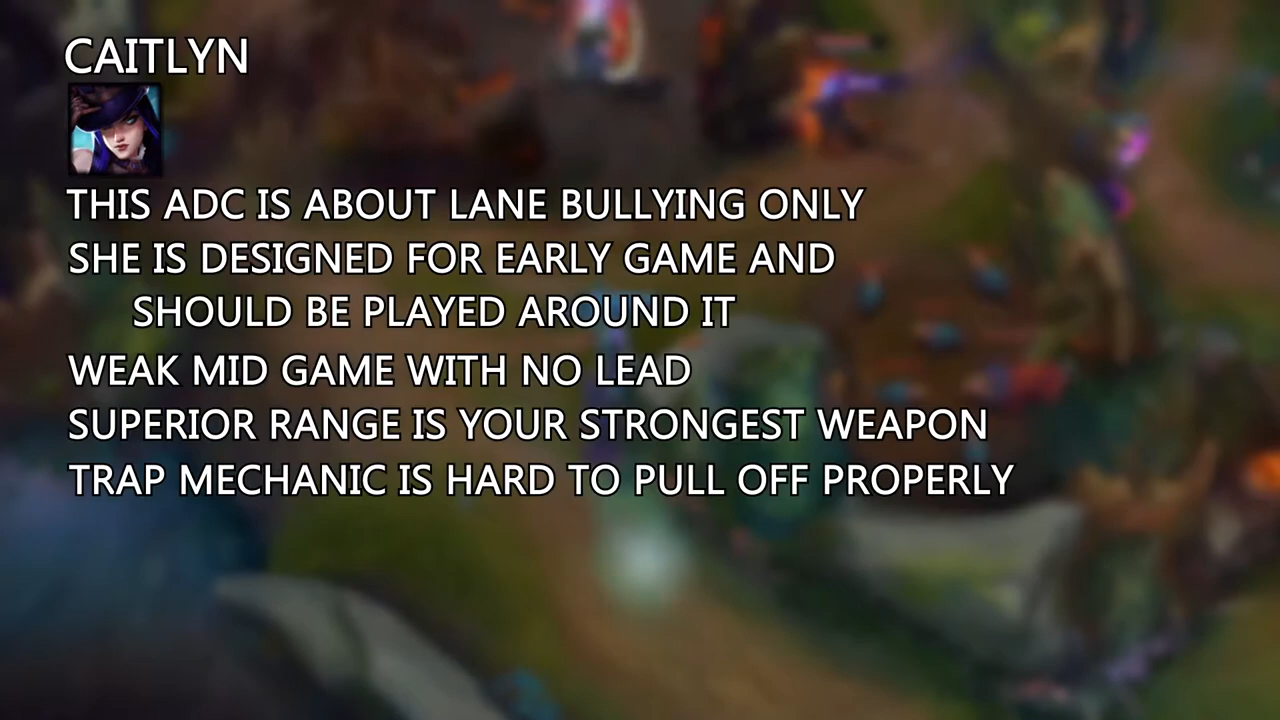 CAITLYN
THIS ADC IS ABOUT LANE BULLYING ONLY
SHE IS DESIGNED FOR EARLY GAME AND
SHOULD BE PLAYED AROUND IT
WEAK MID GAME WITH NO LEAD
SUPERIOR RANGE IS YOUR STRONGEST WEAPON
TRAP MECHANIC IS HARD TO PULL OFF PROPERLY